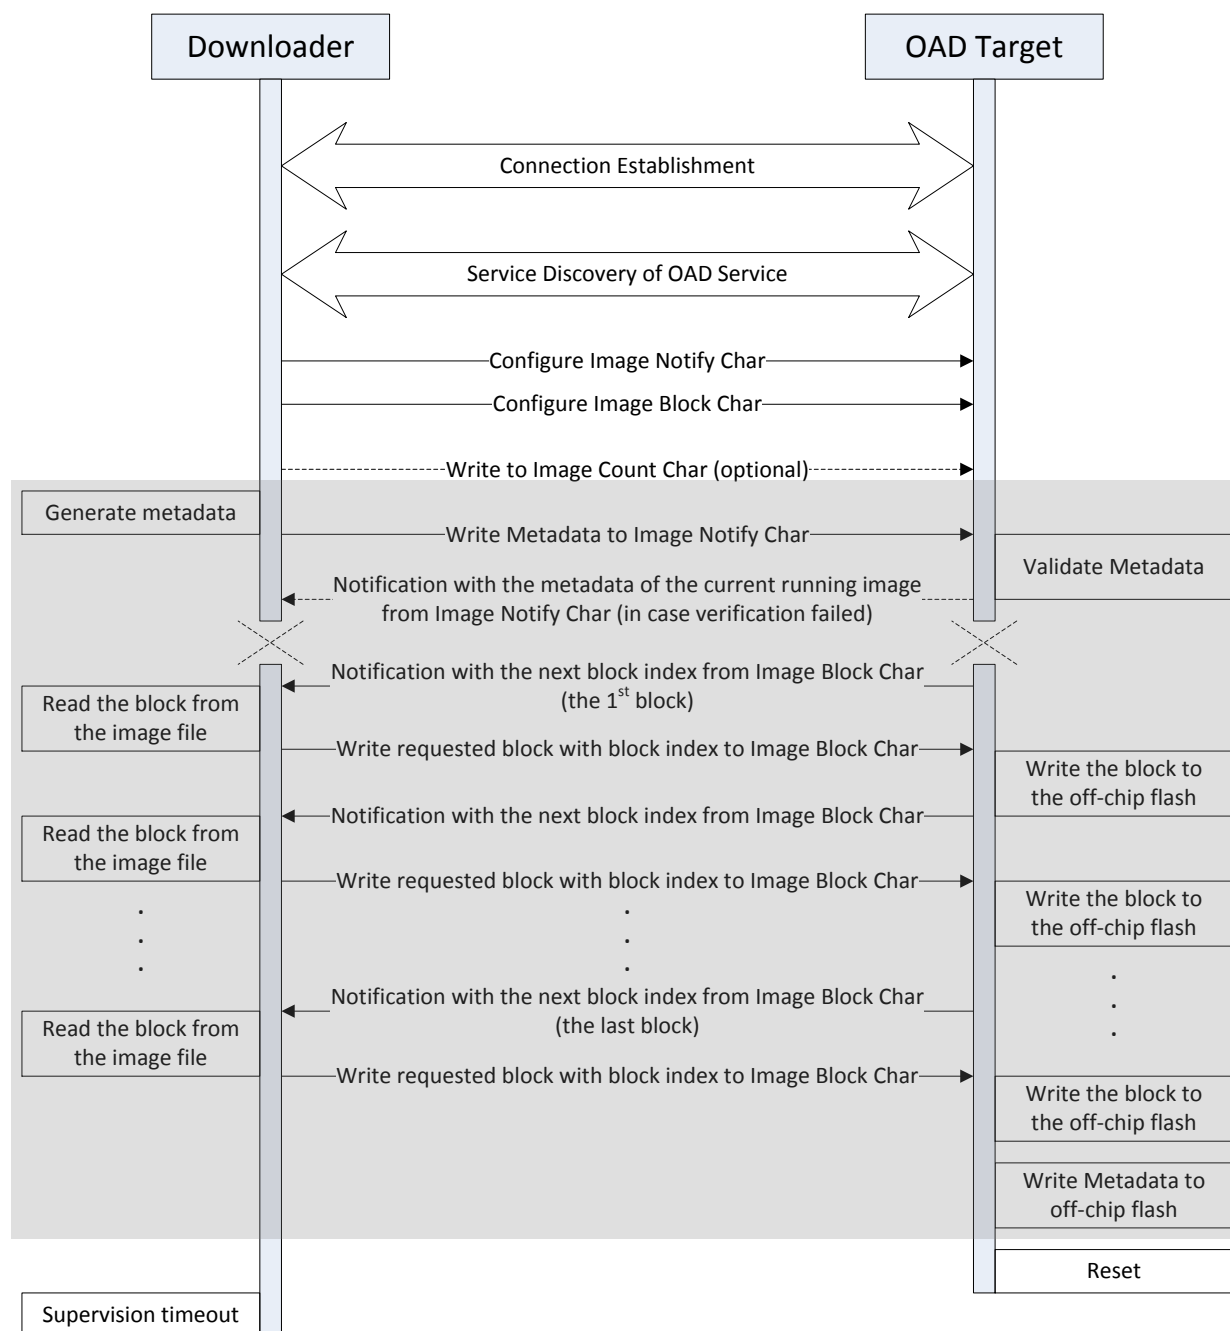 Downloader
OAD Target
Connection Establishment
Service Discovery of OAD Service
Configure Image Notify Char
Configure Image Block Char
Write to Image Count Char (optional)
Generate metadata
Write Metadata to Image Notify Char
Validate Metadata
Notification with the metadata of the current running image
from Image Notify Char (in case verification failed)
Notification with the next block index from Image Block Char
(the 1st block)
Read the block from
the image file
Write requested block with block index to Image Block Char
Write the block to
the off-chip flash
Notification with the next block index from Image Block Char
Read the block from
the image file
Write requested block with block index to Image Block Char
Write the block to
the off-chip flash
.
.
.
.
.
.
.
.
.
Notification with the next block index from Image Block Char
(the last block)
Read the block from
the image file
Write requested block with block index to Image Block Char
Write the block to
the off-chip flash
Write Metadata to
off-chip flash
Reset
Supervision timeout